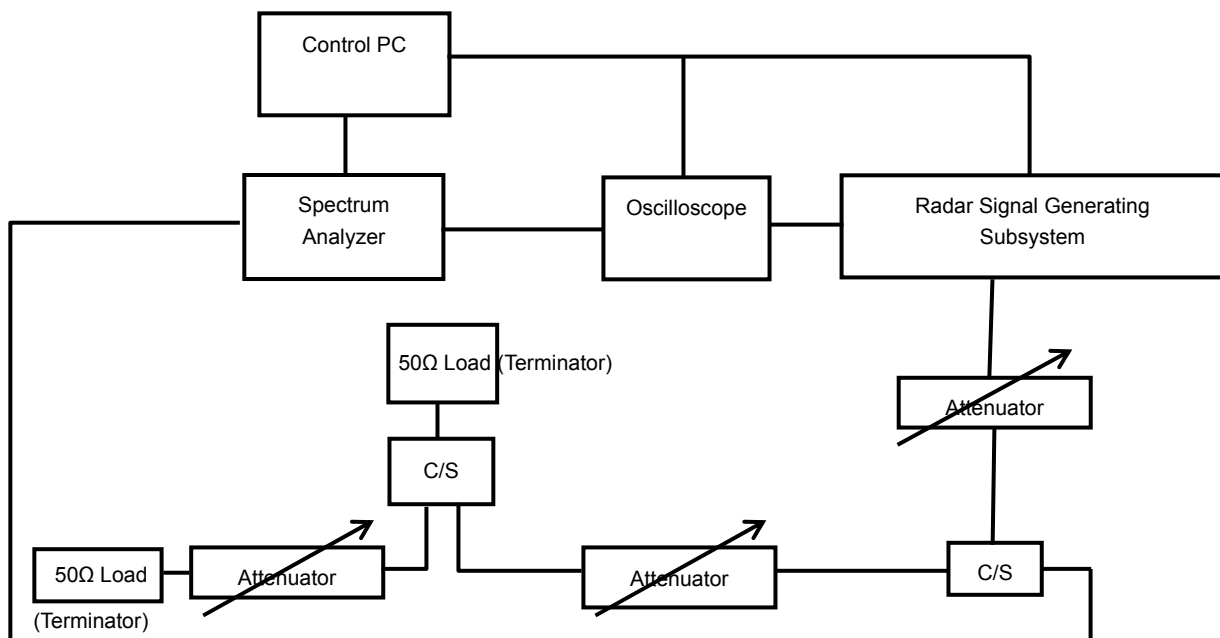 Control PC
Spectrum
Analyzer
Oscilloscope
Radar Signal Generating
Subsystem
50Ω Load (Terminator)
Attenuator
C/S
50Ω Load
(Terminator)
Attenuator
Attenuator
C/S